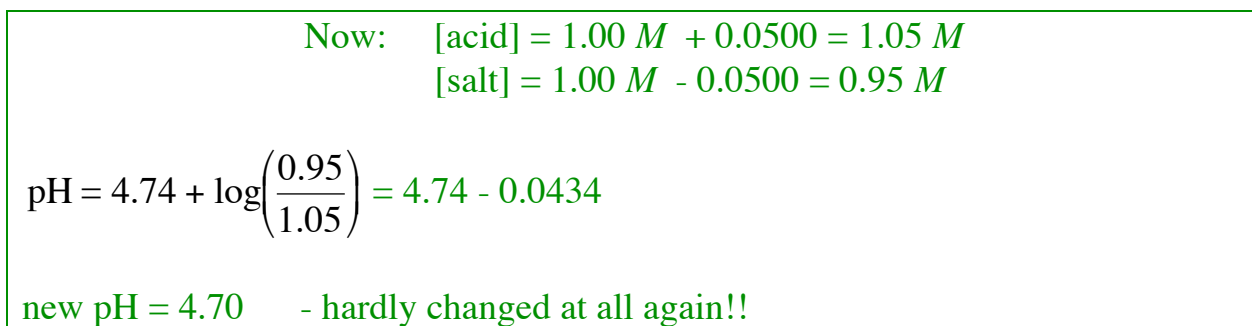 Now: [acid] = 1.00 M + 0.0500 = 1.05 M
[salt] = 1.00 M - 0.0500 = 0.95 M
pH = 4.74 + log(0.95/1.05) = 4.74 - 0.0434
new pH = 4.70 - hardly changed at all again!!